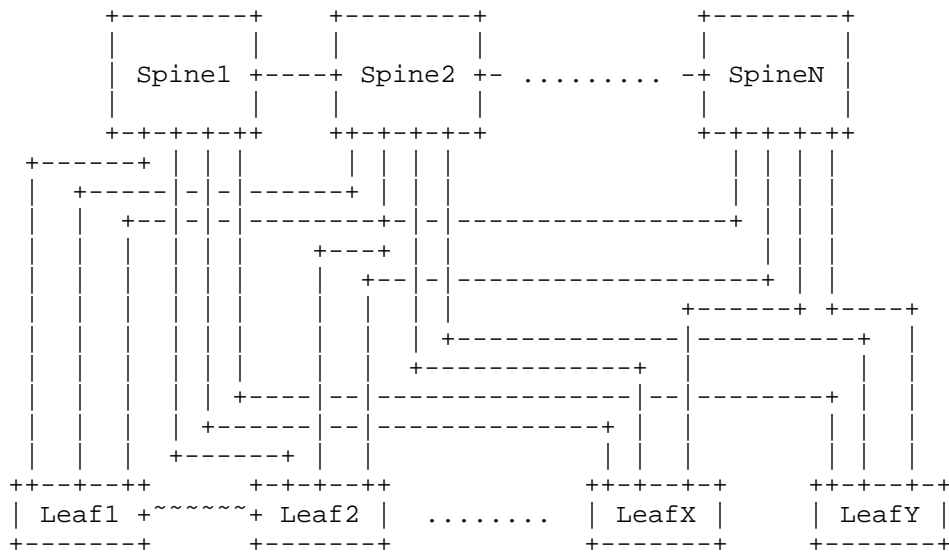 Spine1 Spine2 ......... SpineN
Leaf1 ~~~~~~ Leaf2 ........ LeafX LeafY